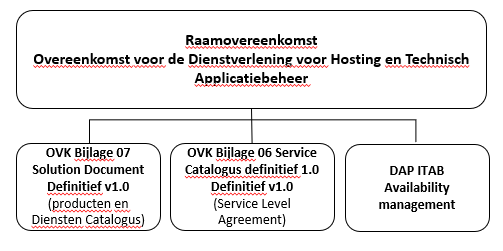 Raamovereenkomst
Overeenkomst voor de Dienstverlening voor Hosting en Technisch
Applicatiebeheer
OVK Bijlage 07
Solution Document
Definitief v1.0
(producten en
Diensten Catalogus)
OVK Bijlage 06 Service
Catalogus definitief 1.0
Definitief v1.0
(Service Level
Agreement)
DAP ITAB
Availability
management